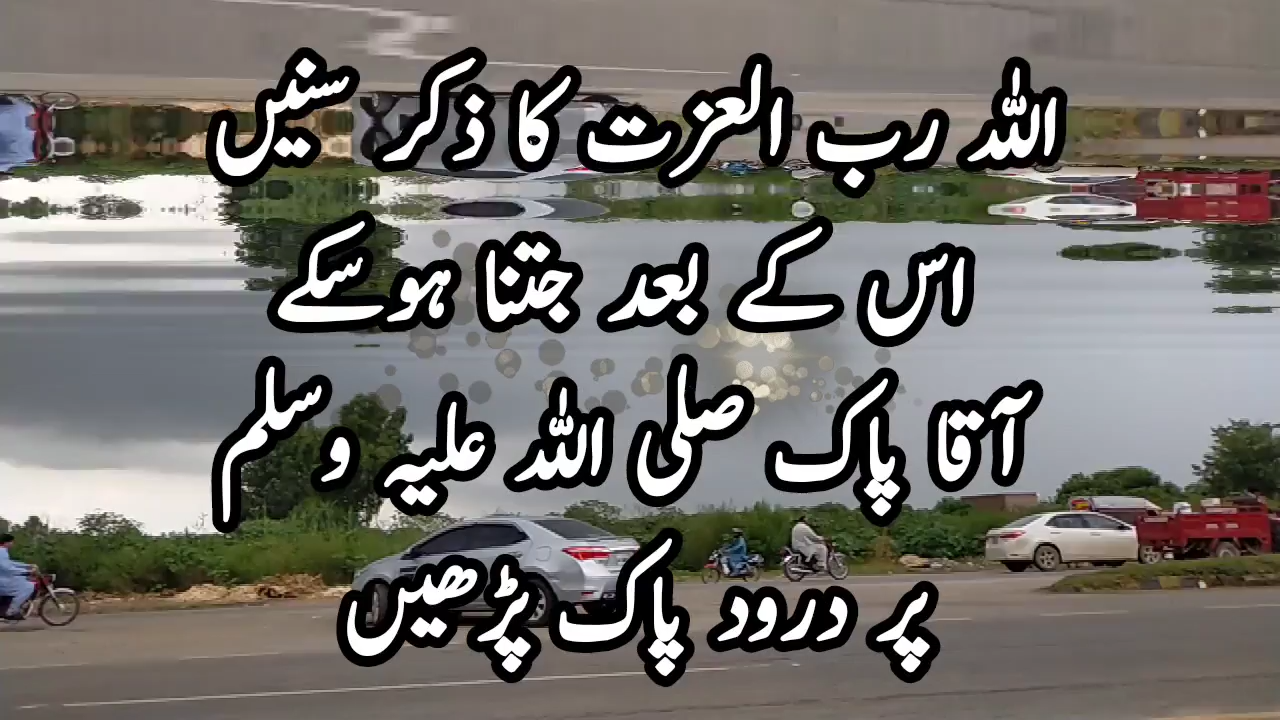 اللہ رب العزت کا ذکر سنیں
اس کے بعد جتنا ہوسکے
آقا پاک صلی اللہ علیہ وسلم
پر درود پاک پڑھیں